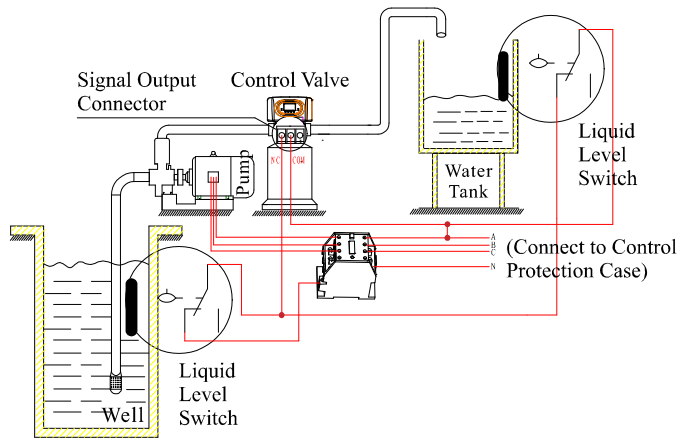 Signal Output
Connector
Control Valve
NC
COM
Pump
Water
Tank
Liquid
Level
Switch
A
B
C
N
(Connect to Control
Protection Case)
Liquid
Level
Switch
Well